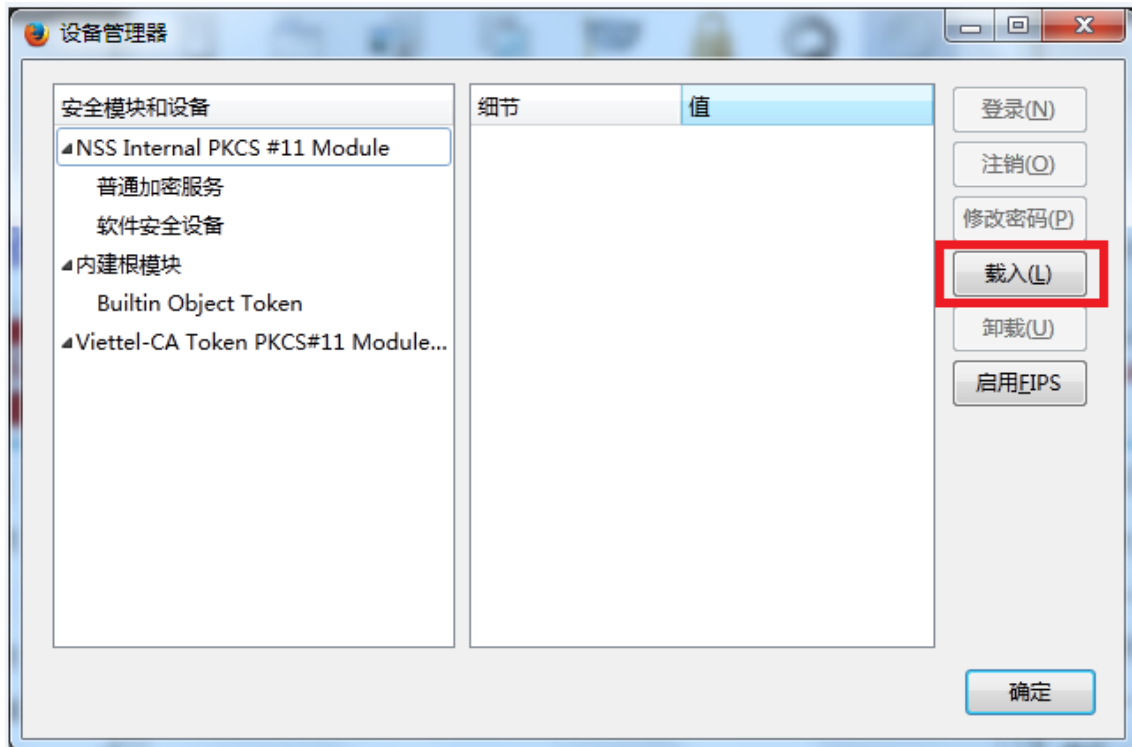 设备管理器
安全模块和设备
NSS Internal PKCS #11 Module
普通加密服务
软件安全设备
内建根模块
Builtin Object Token
Viettel-CA Token PKCS#11 Module...
细节
值
登录(N)
注销(O)
修改密码(P)
载入(L)
卸载(U)
启用FIPS
确定